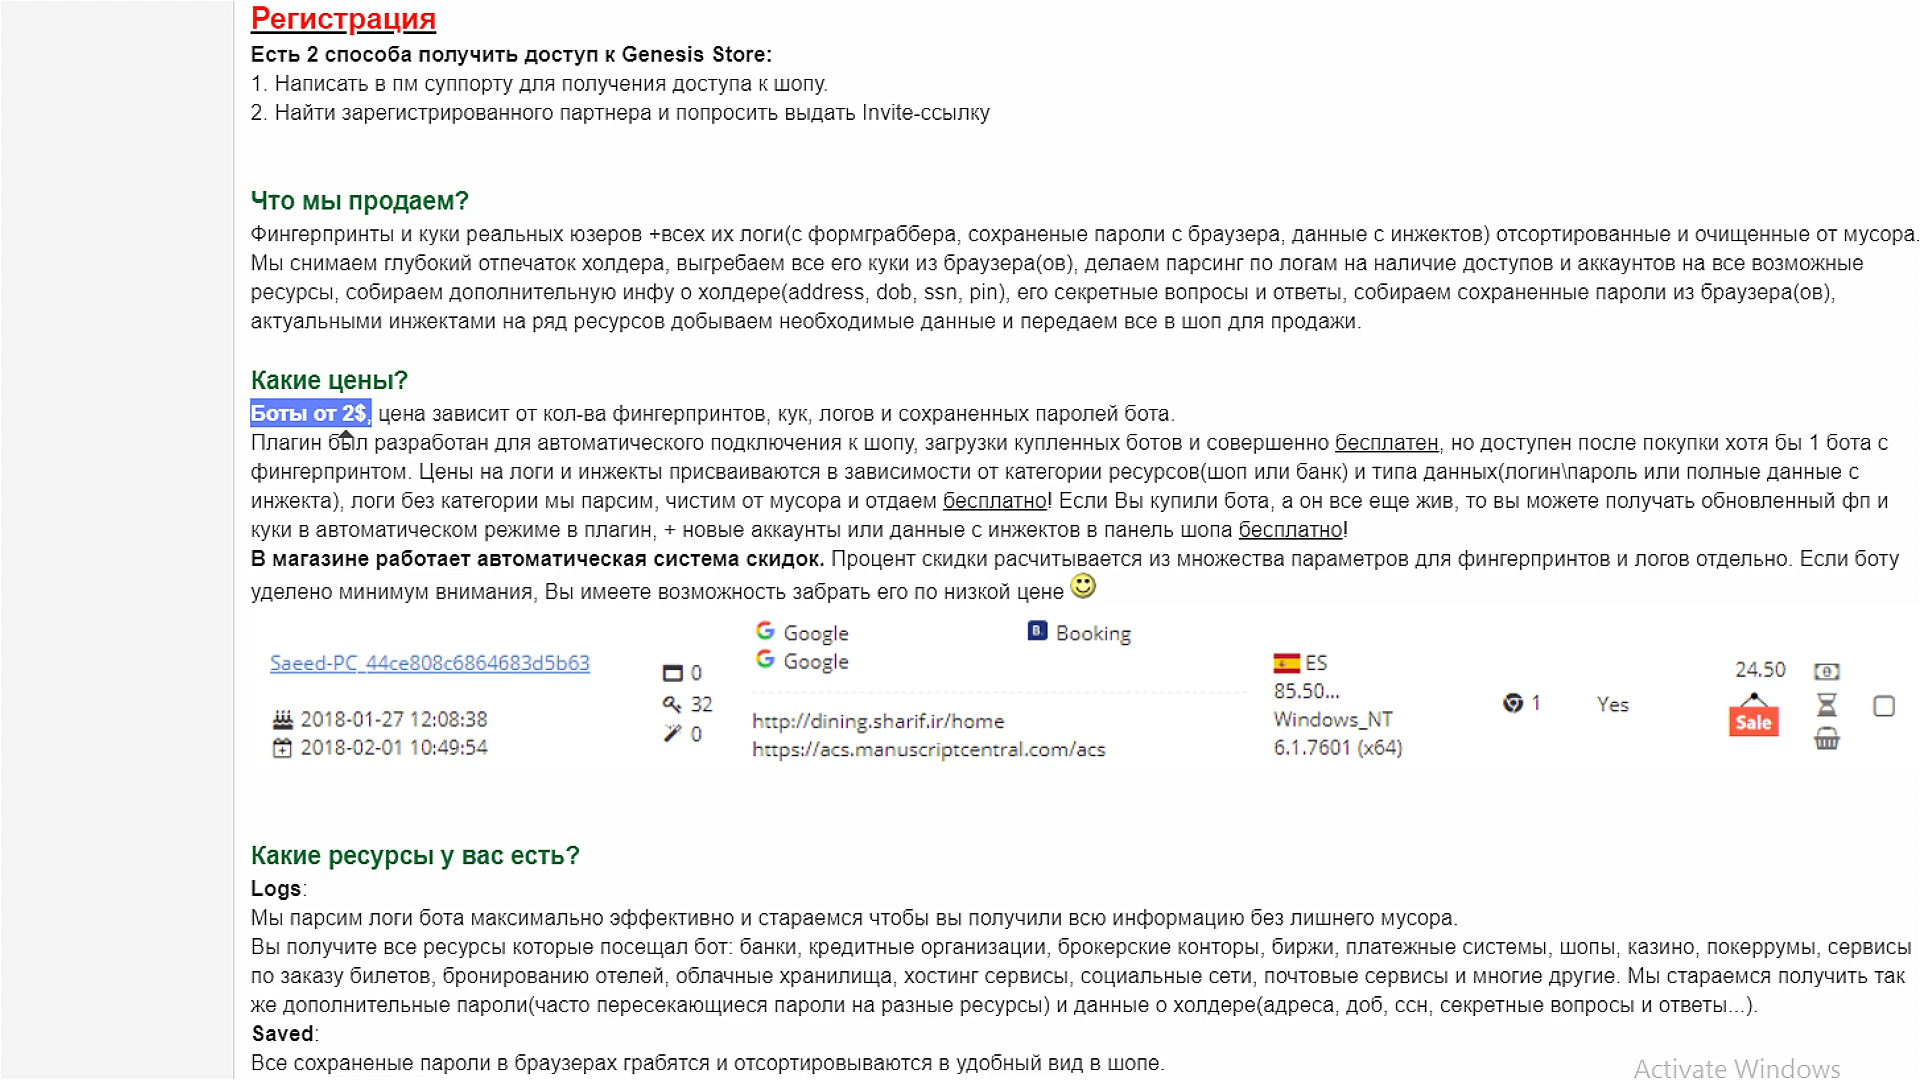 Регистрация
Есть 2 способа получить доступ к Genesis Store:
1. Написать в пм суппорту для получения доступа к шопу.
2. Найти зарегистрированного партнера и попросить выдать Invite-ссылку
Что мы продаем?
Фингерпринты и куки реальных юзеров +всех их логи(с формграббера, сохраненые пароли с браузера, данные с инжектов) отсортированные и очищенные от мусора.
Мы снимаем глубокий отпечаток холдера, выгребаем все его куки из браузера(ов), делаем парсинг по логам на наличие доступов и аккаунтов на все возможные
ресурсы, собираем дополнительную инфу о холдере(address, dob, ssn, pin), его секретные вопросы и ответы, собираем сохраненные пароли из браузера(ов),
актуальными инжектами на ряд ресурсов добываем необходимые данные и передаем все в шоп для продажи.
Какие цены?
Боты от 2$, цена зависит от кол-ва фингерпринтов, кук, логов и сохраненных паролей бота.
Плагин был разработан для автоматического подключения к шопу, загрузки купленных ботов и совершенно бесплатен, но доступен после покупки хотя бы 1 бота с
фингерпринтом. Цены на логи и инжекты присваиваются в зависимости от категории ресурсов(шоп или банк) и типа данных(логин\пароль или полные данные с
инжекта), логи без категории мы парсим, чистим от мусора и отдаем бесплатно! Если Вы купили бота, а он все еще жив, то вы можете получать обновленный фп и
куки в автоматическом режиме в плагин, + новые аккаунты или данные с инжектов в панель шопа бесплатно!
В магазине работает автоматическая система скидок. Процент скидки расчитывается из множества параметров для фингерпринтов и логов отдельно. Если боту
уделено минимум внимания, Вы имеете возможность забрать его по низкой цене
Saeed-PC_44ce808c6864683d5b63
2018-01-27 12:08:38
2018-02-01 10:49:54
0
32
0
Google
Booking
Google
http://dining.sharif.ir/home
https://acs.manuscriptcentral.com/acs
ES
85.50...
Windows_NT
6.1.7601 (x64)
1
Yes
24.50
Sale
Какие ресурсы у вас есть?
Logs:
Мы парсим логи бота максимально эффективно и стараемся чтобы вы получили всю информацию без лишнего мусора.
Вы получите все ресурсы которые посещал бот: банки, кредитные организации, брокерские конторы, биржи, платежные системы, шопы, казино, покеррумы, сервисы
по заказу билетов, бронированию отелей, облачные хранилища, хостинг сервисы, социальные сети, почтовые сервисы и многие другие. Мы стараемся получить так
же дополнительные пароли(часто пересекающиеся пароли на разные ресурсы) и данные о холдере(адреса, доб, ссн, секретные вопросы и ответы...).
Saved:
Все сохраненые пароли в браузерах грабятся и отсортировываются в удобный вид в шопе.
Activate Windows